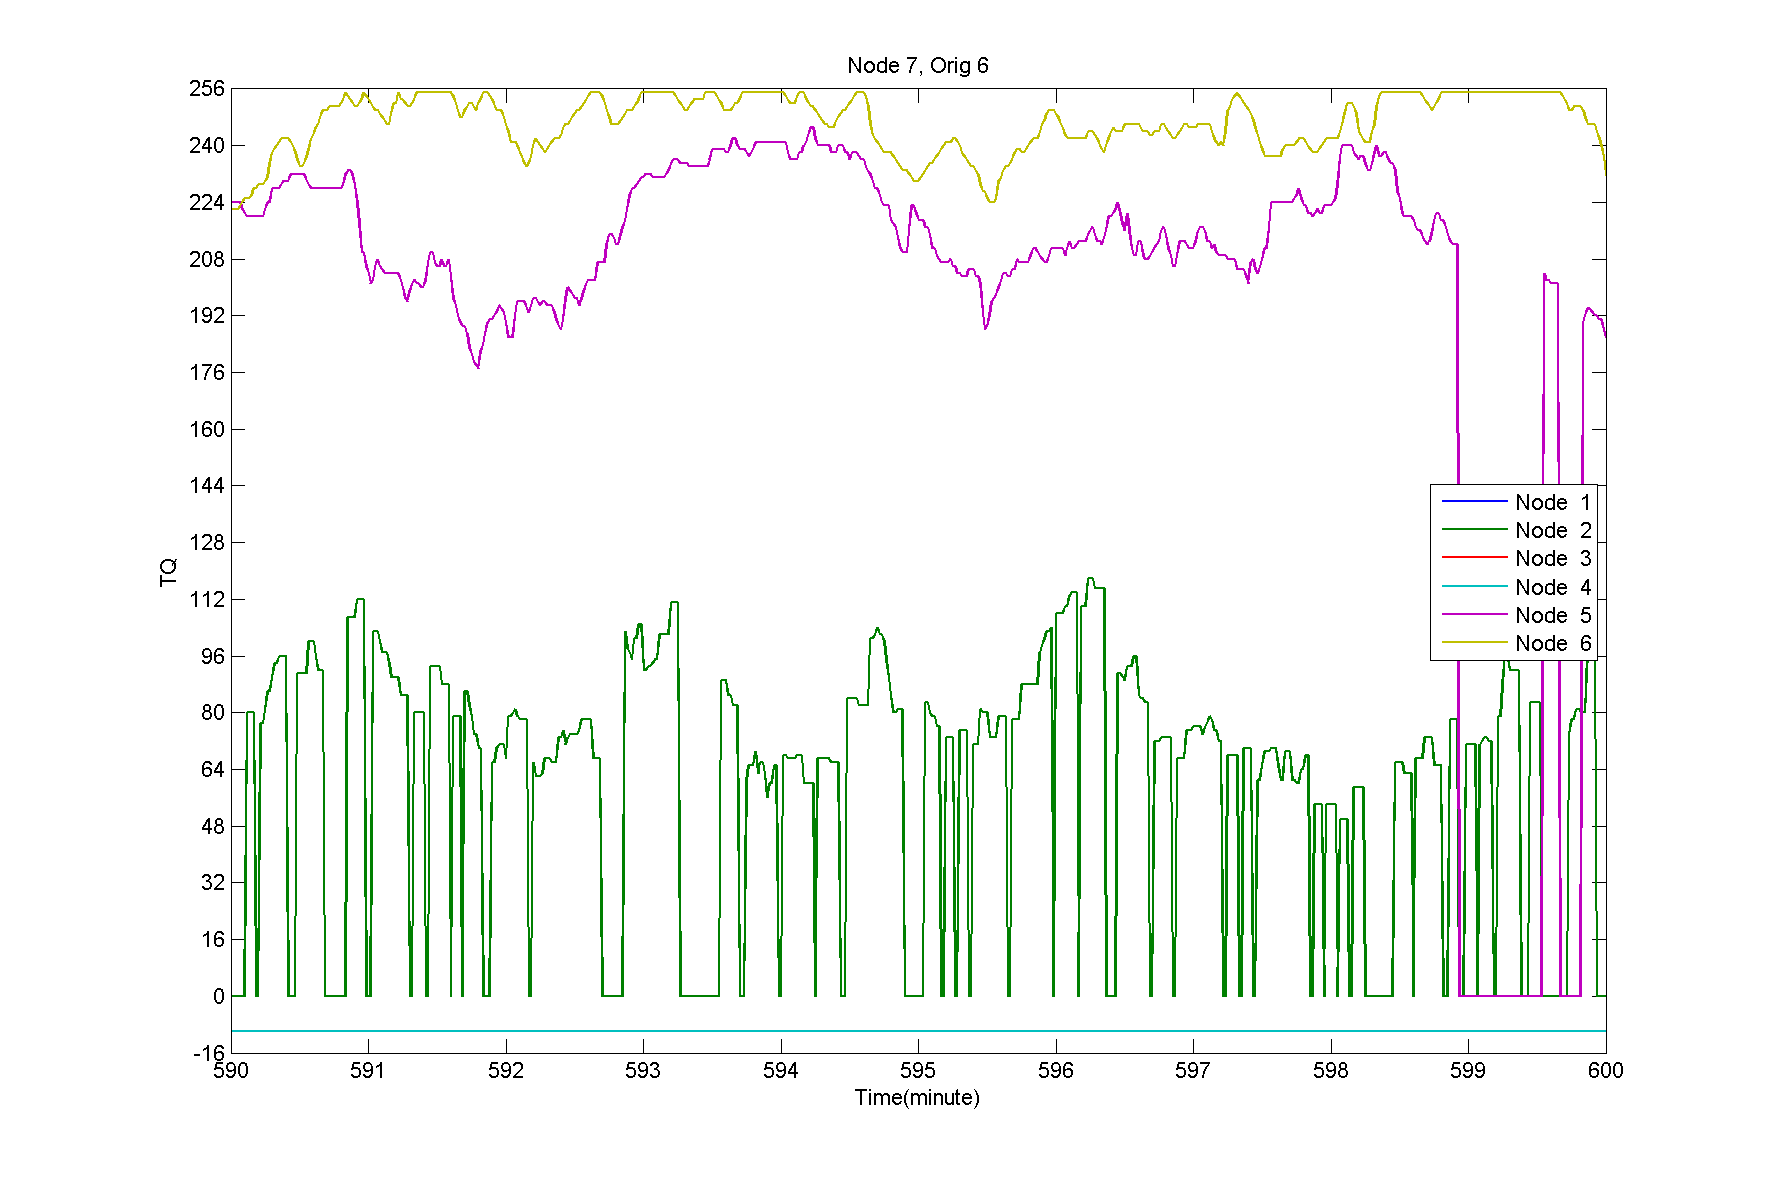 Node 7, Orig 6
256
240
224
208
192
176
160
144
128
112
96
80
64
48
32
16
0
-16
TQ
Node 1
Node 2
Node 3
Node 4
Node 5
Node 6
590 591 592 593 594 595 596 597 598 599 600
Time(minute)